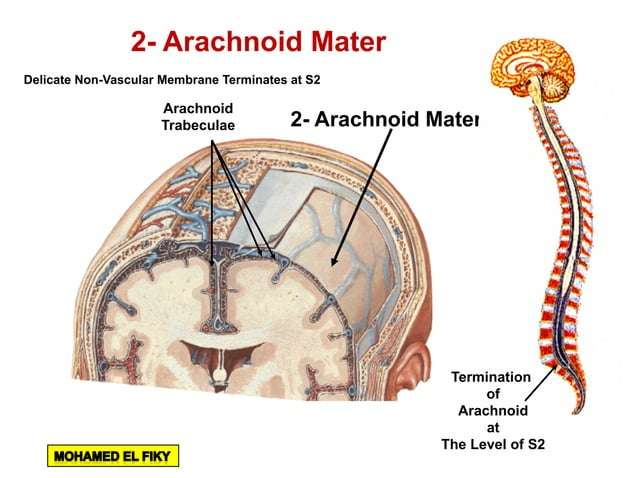 2- Arachnoid Mater
Delicate Non-Vascular Membrane Terminates at S2
Arachnoid
Trabeculae
2- Arachnoid Mater
Termination
of
Arachnoid
at
The Level of S2
MOHAMED EL FIKY